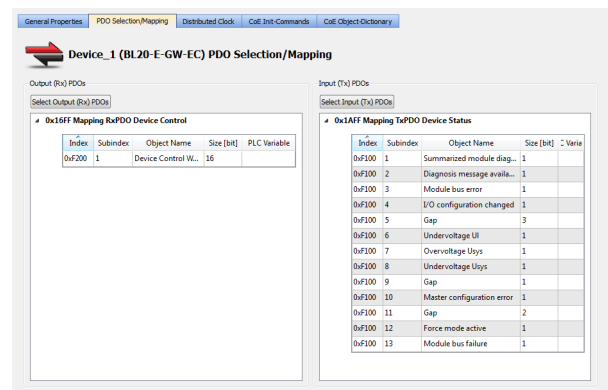 General Properties PDO Selection/Mapping Distributed Clock CoE Init-Commands CoE Object-Dictionary
Device_1 (BL20-E-GW-EC) PDO Selection/Mapping
Output (Rx) PDOs
Select Output (Rx) PDOs
0x16FF Mapping RxPDO Device Control
Index Subindex Object Name Size [bit] PLC Variable
0xF200 1 Device Control W... 16
Input (Tx) PDOs
Select Input (Tx) PDOs
0x1AFF Mapping TxPDO Device Status
Index Subindex Object Name Size [bit] C Varia
0xF100 1 Summarized module diag... 1
0xF100 2 Diagnosis message availa... 1
0xF100 3 Module bus error 1
0xF100 4 I/O configuration changed 1
0xF100 5 Gap 3
0xF100 6 Undervoltage UI 1
0xF100 7 Overvoltage Usys 1
0xF100 8 Undervoltage Usys 1
0xF100 9 Gap 1
0xF100 10 Master configuration error 1
0xF100 11 Gap 2
0xF100 12 Force mode active 1
0xF100 13 Module bus failure 1